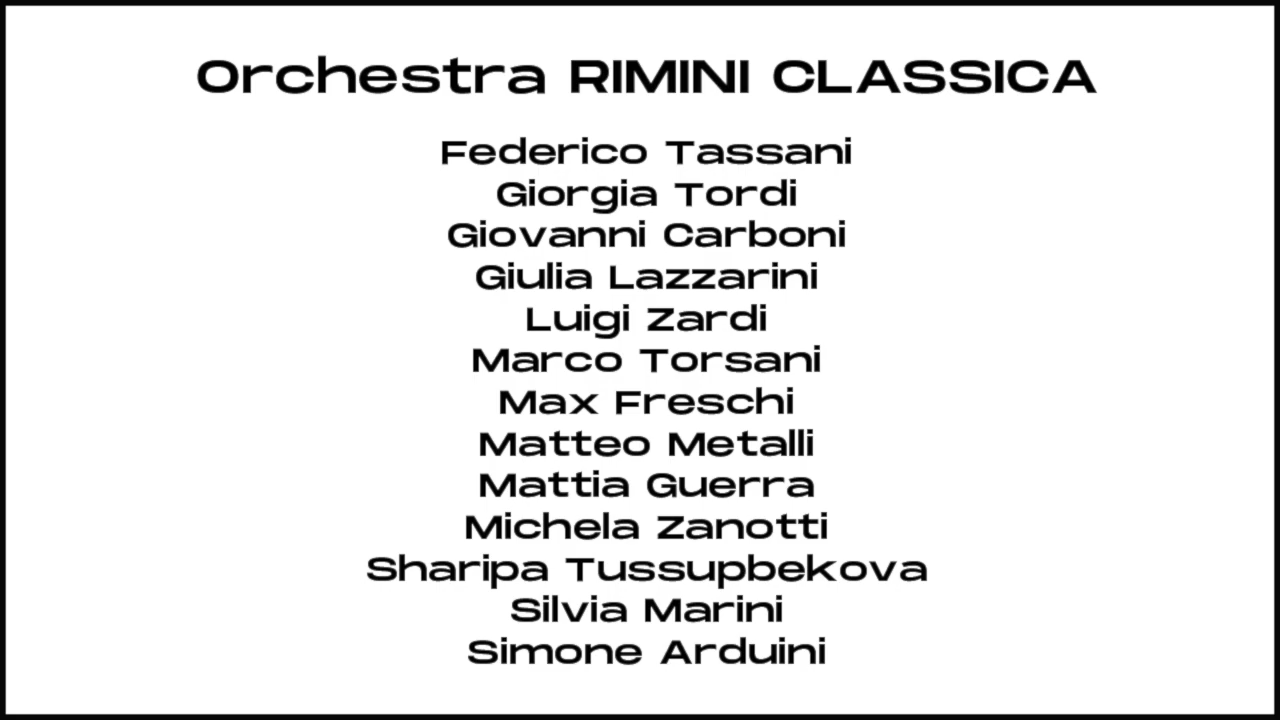 Orchestra RIMINI CLASSICA
Federico Tassani
Giorgia Tordi
Giovanni Carboni
Giulia Lazzarini
Luigi Zardi
Marco Torsani
Max Freschi
Matteo Metalli
Mattia Guerra
Michela Zanotti
Sharipa Tussupbekova
Silvia Marini
Simone Arduini